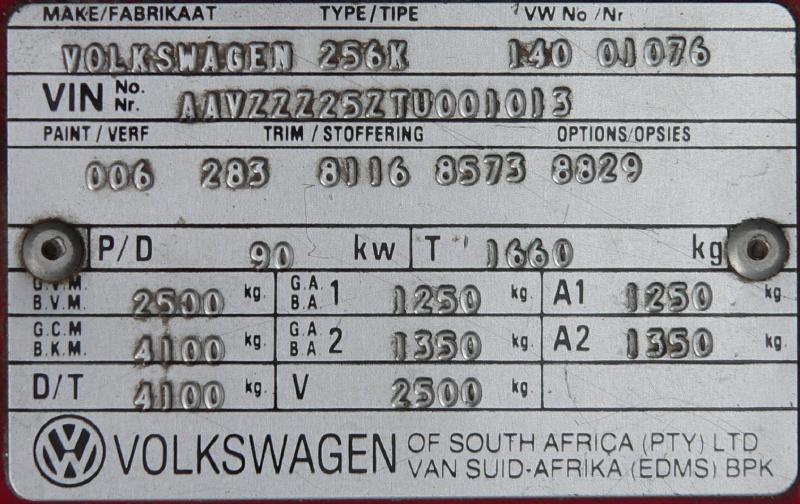 MAKE/FABRIKAAT TYPE/TIPE VW No /Nr
VOLKSWAGEN 256K 140 01076
VIN No. Nr. AAVZZZ25ZTU001013
PAINT / VERF TRIM / STOFFERING OPTIONS/OPSIES
006 283 8116 8573 8829
P/D 90 kw T 1660 kg
G.V.M. B.V.M. 2500 kg. G.A. B.A. 1 1250 kg. A1 1250 kg.
G.C.M B.K.M. 4100 kg. G.A. B.A. 2 1350 kg. A2 1350 kg.
D/T 4100 kg. V 2500 kg.
VOLKSWAGEN OF SOUTH AFRICA (PTY) LTD
VAN SUID-AFRIKA (EDMS) BPK